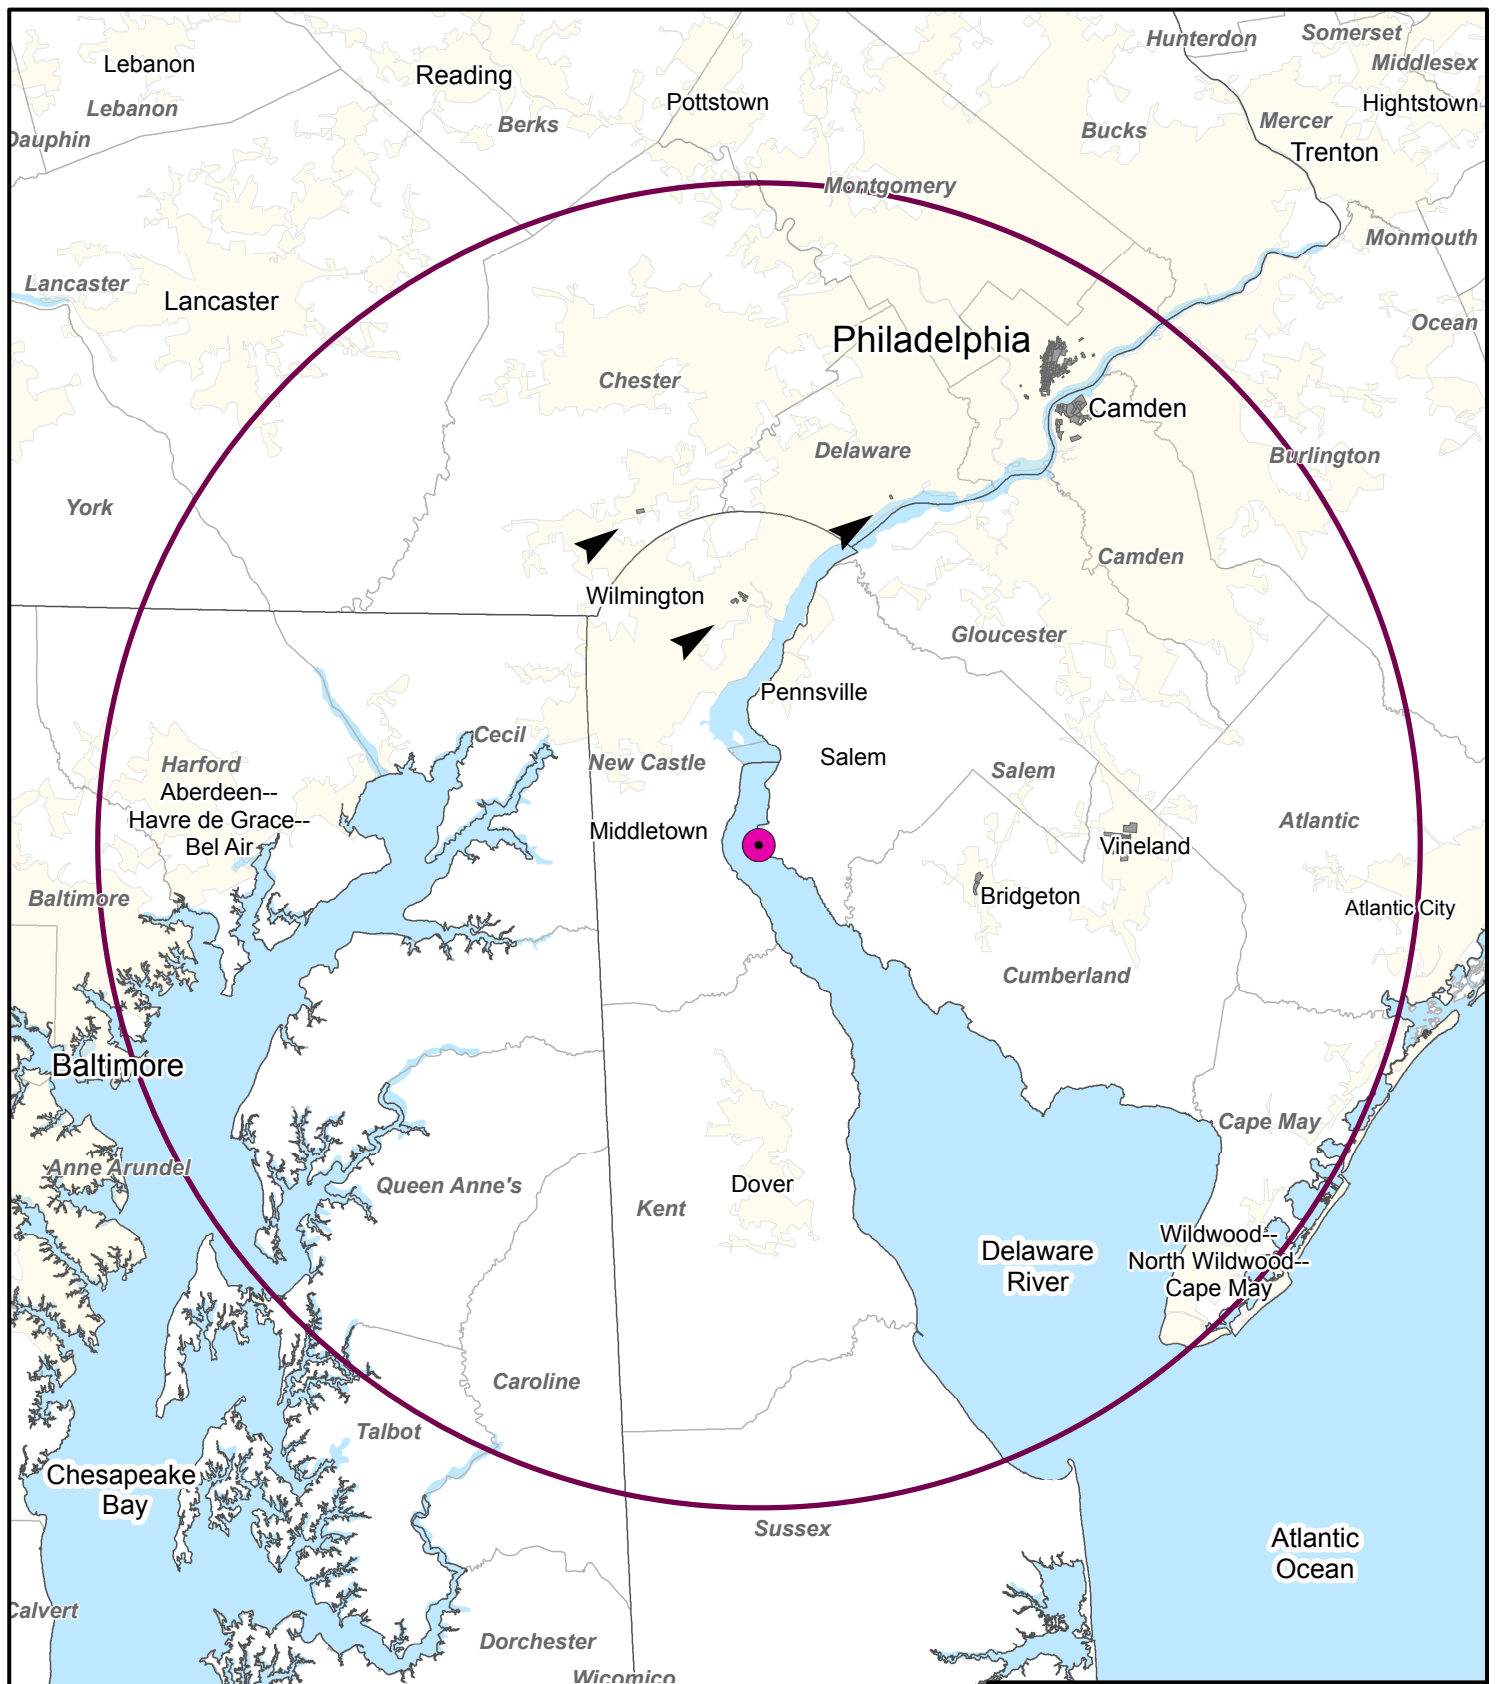 Hunterdon
Somerset
Lebanon
Reading
Middlesex
Lebanon
Pottstown
Hightstown
Dauphin
Berks
Bucks
Mercer
Trenton
Montgomery
Monmouth
Lancaster
Lancaster
Ocean
Philadelphia
Chester
Camden
Delaware
Burlington
York
Camden
Wilmington
Gloucester
Pennsville
Cecil
New Castle
Salem
Salem
Harford
Aberdeen--
Havre de Grace--
Bel Air
Middletown
Atlantic
Vineland
Baltimore
Bridgeton
Atlantic City
Cumberland
Baltimore
Cape May
Anne Arundel
Queen Anne's
Dover
Kent
Delaware
River
Wildwood--
North Wildwood--
Cape May
Caroline
Talbot
Chesapeake
Bay
Sussex
Atlantic
Ocean
Calvert
Dorchester
Wicomico